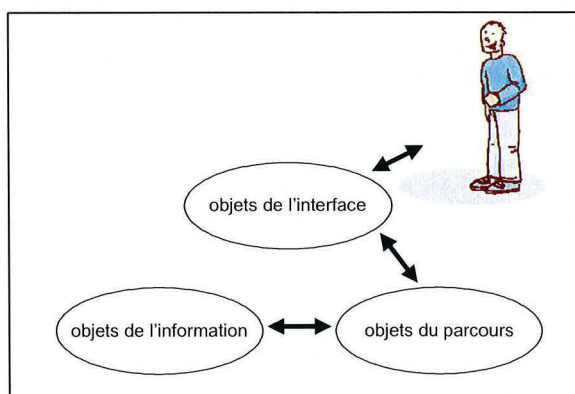 objets de l'interface
objets de l'information
objets du parcours